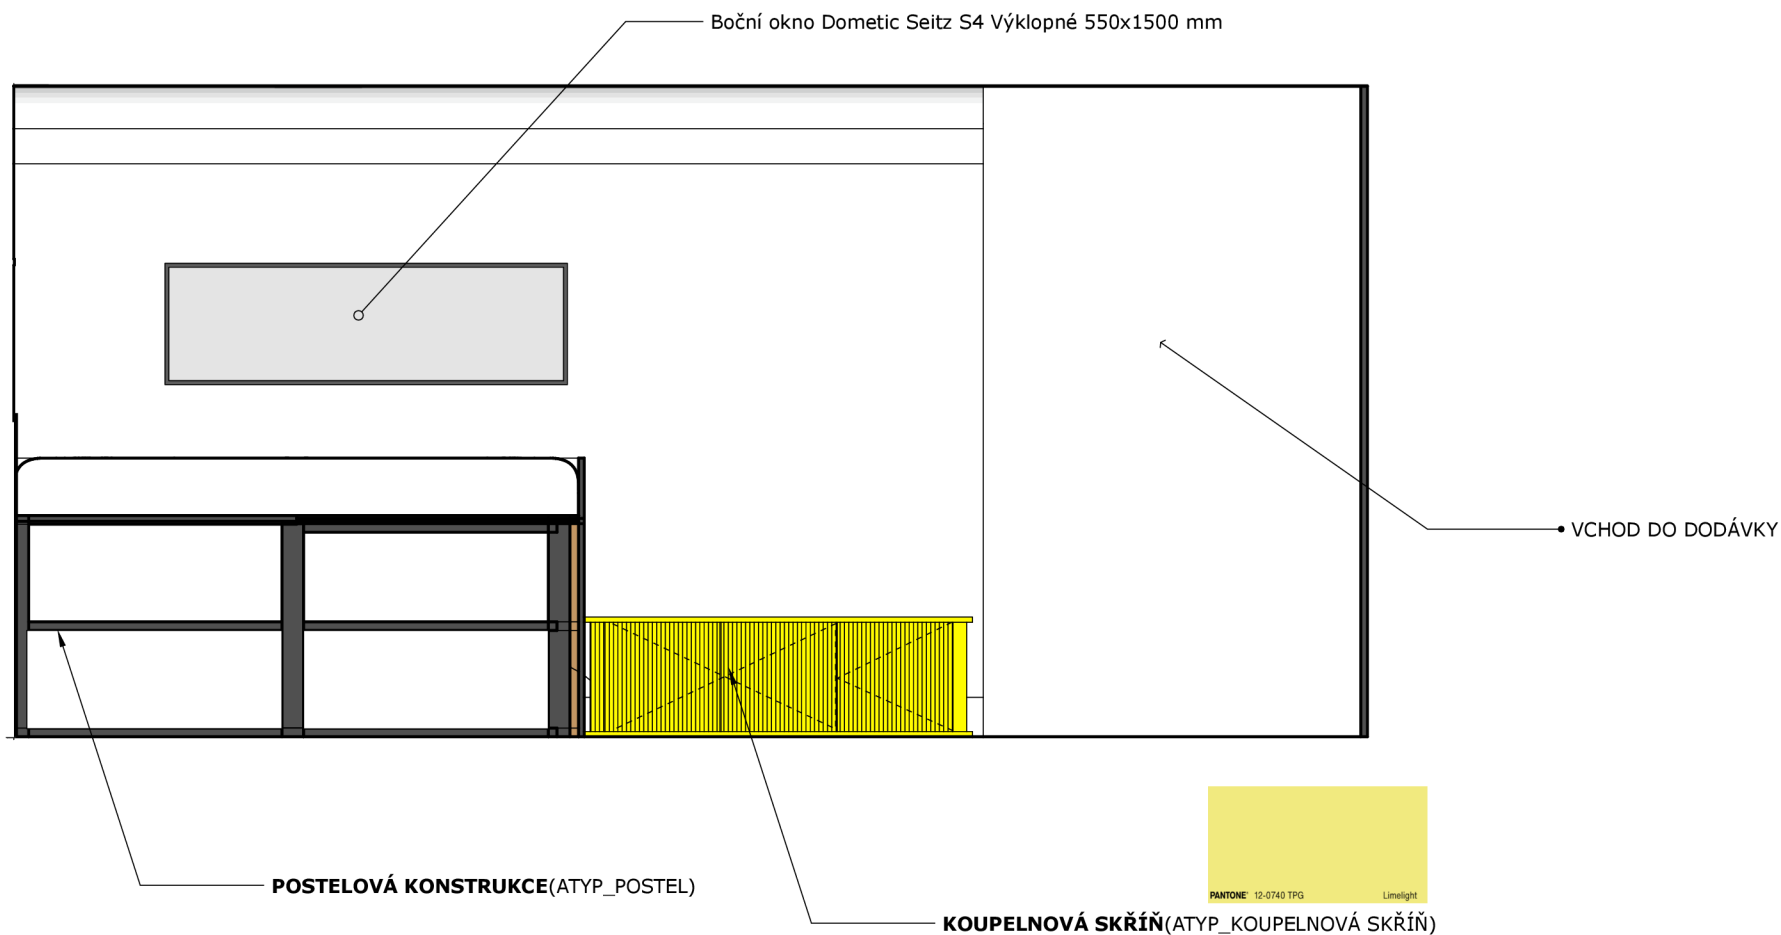 Boční okno Dometic Seitz S4 Výklopné 550x1500 mm
VCHOD DO DODÁVKY
PANTONE® 12-0740 TPG Limelight
POSTELOVÁ KONSTRUKCE(ATYP_POSTEL)
KOUPELNOVÁ SKŘÍŇ(ATYP_KOUPELNOVÁ SKŘÍŇ)